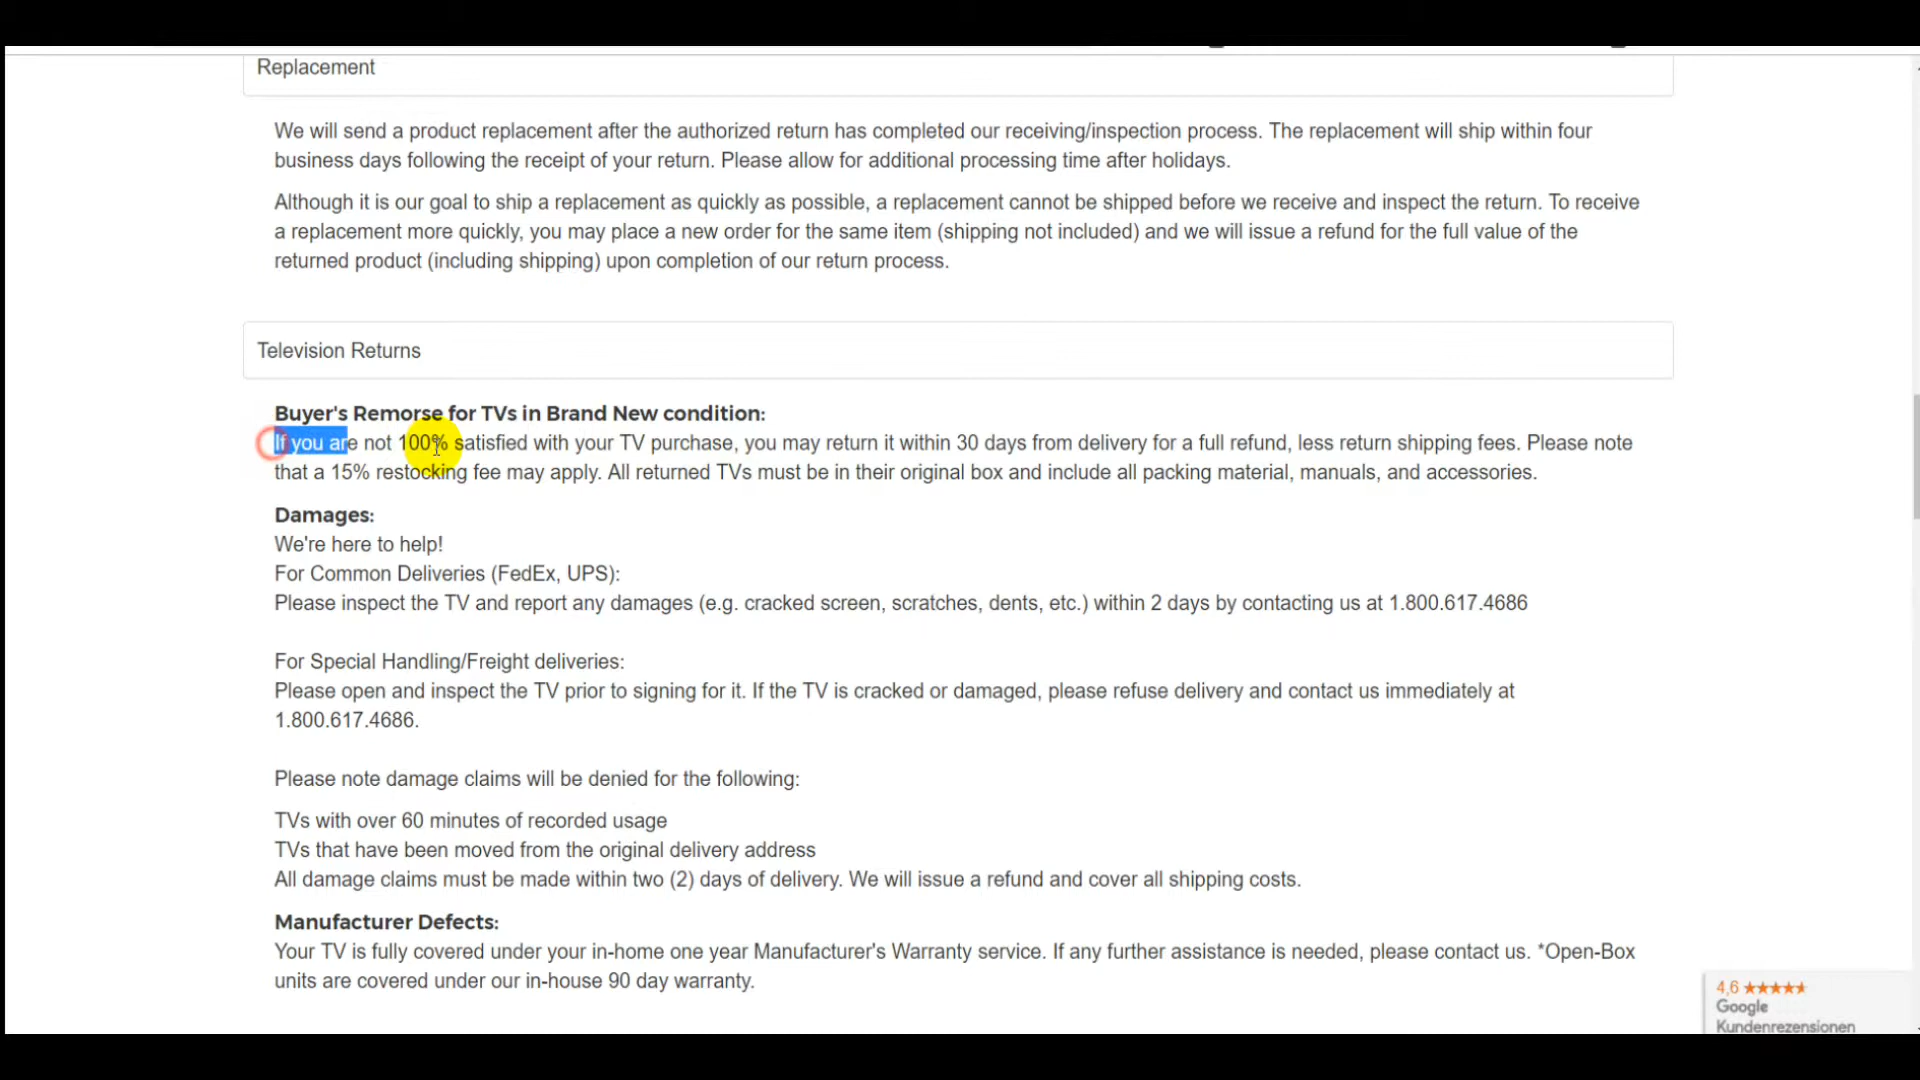 Replacement
We will send a product replacement after the authorized return has completed our receiving/inspection process. The replacement will ship within four
business days following the receipt of your return. Please allow for additional processing time after holidays.
Although it is our goal to ship a replacement as quickly as possible, a replacement cannot be shipped before we receive and inspect the return. To receive
a replacement more quickly, you may place a new order for the same item (shipping not included) and we will issue a refund for the full value of the
returned product (including shipping) upon completion of our return process.
Television Returns
Buyer's Remorse for TVs in Brand New condition:
If you are not 100% satisfied with your TV purchase, you may return it within 30 days from delivery for a full refund, less return shipping fees. Please note
that a 15% restocking fee may apply. All returned TVs must be in their original box and include all packing material, manuals, and accessories.
Damages:
We're here to help!
For Common Deliveries (FedEx, UPS):
Please inspect the TV and report any damages (e.g. cracked screen, scratches, dents, etc.) within 2 days by contacting us at 1.800.617.4686
For Special Handling/Freight deliveries:
Please open and inspect the TV prior to signing for it. If the TV is cracked or damaged, please refuse delivery and contact us immediately at
1.800.617.4686.
Please note damage claims will be denied for the following:
TVs with over 60 minutes of recorded usage
TVs that have been moved from the original delivery address
All damage claims must be made within two (2) days of delivery. We will issue a refund and cover all shipping costs.
Manufacturer Defects:
Your TV is fully covered under your in-home one year Manufacturer's Warranty service. If any further assistance is needed, please contact us. *Open-Box
units are covered under our in-house 90 day warranty.
4,6 ★★★★★
Google
Kundenrezensionen